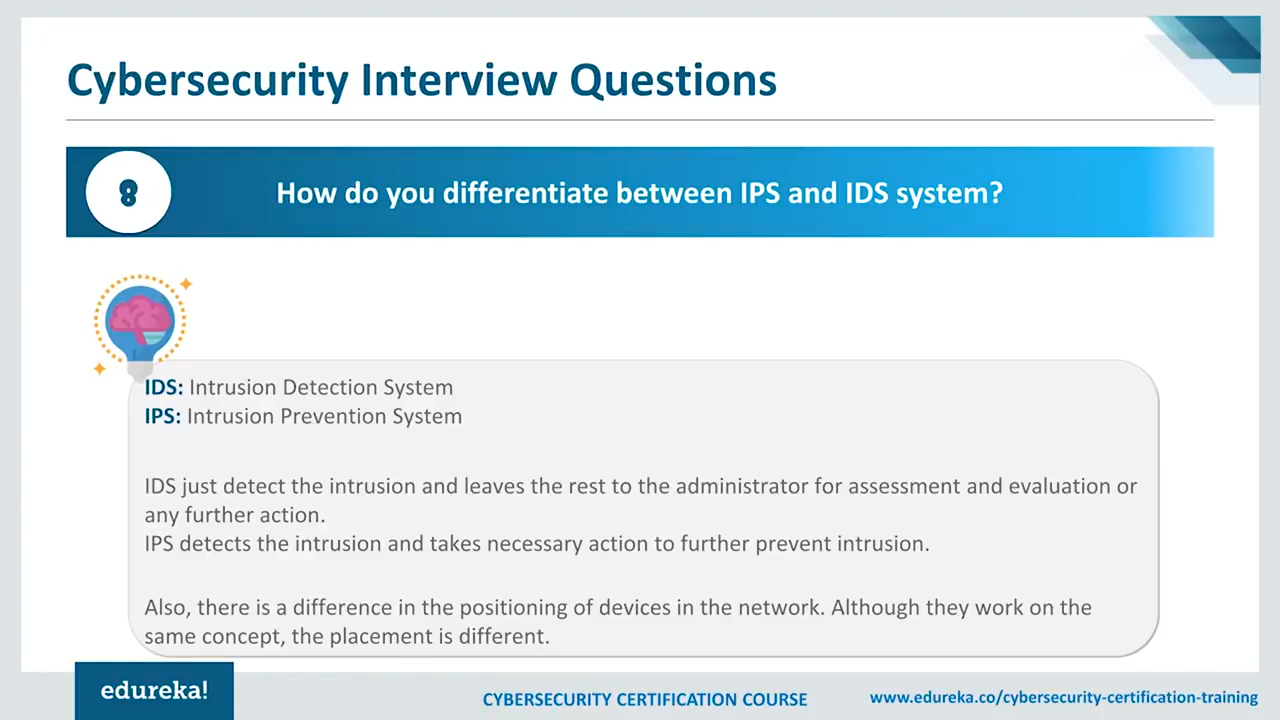 Cybersecurity Interview Questions
8
How do you differentiate between IPS and IDS system?
IDS: Intrusion Detection System
IPS: Intrusion Prevention System
IDS just detect the intrusion and leaves the rest to the administrator for assessment and evaluation or
any further action.
IPS detects the intrusion and takes necessary action to further prevent intrusion.
Also, there is a difference in the positioning of devices in the network. Although they work on the
same concept, the placement is different.
edureka!
CYBERSECURITY CERTIFICATION COURSE
www.edureka.co/cybersecurity-certification-training